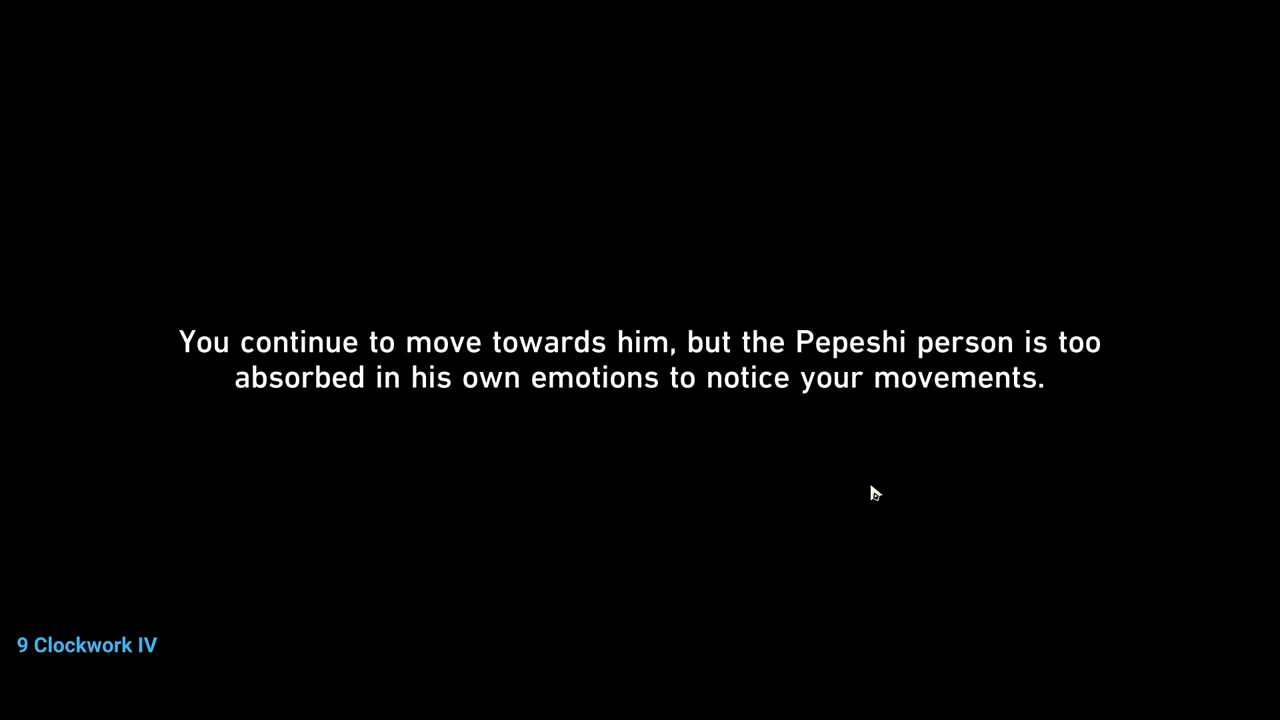 You continue to move towards him, but the Pepeshi person is too
absorbed in his own emotions to notice your movements.
9 Clockwork IV